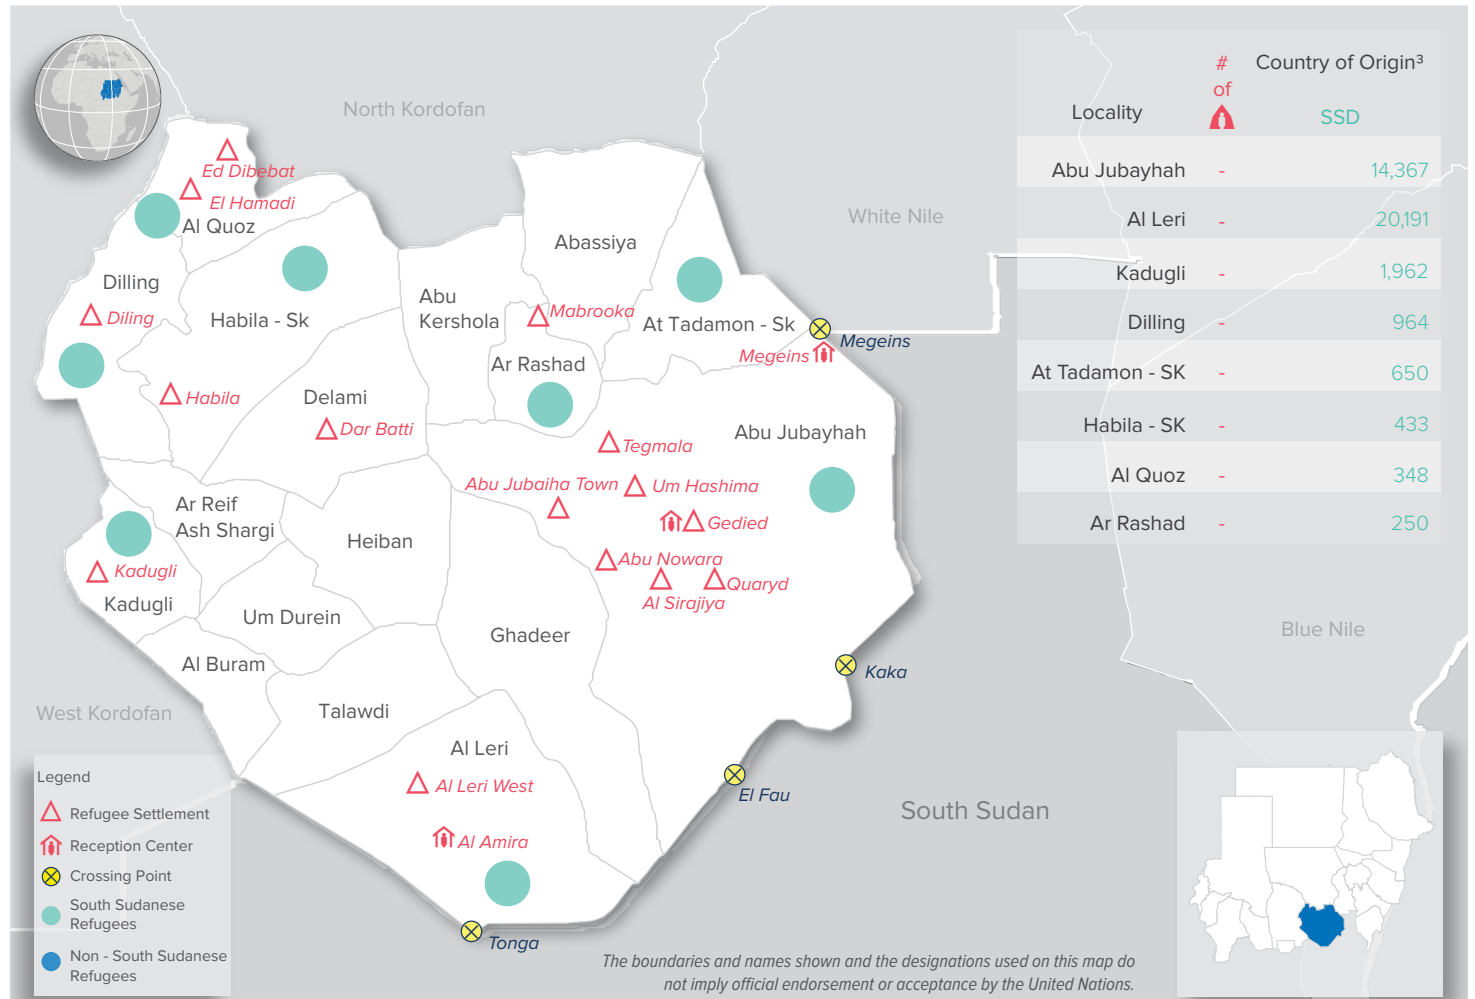 North Kordofan
White Nile
Blue Nile
West Kordofan
South Sudan
Ed Dibebat
El Hamadi
Al Quoz
Dilling
Diling
Habila - Sk
Habila
Abassiya
Abu
Kershola
Mabrooka
At Tadamon - Sk
Megeins
Megeins
Ar Rashad
Delami
Dar Batti
Abu Jubayhah
Tegmala
Abu Jubaiha Town
Um Hashima
Gedied
Abu Nowara
Al Sirajiya
Quaryd
Ar Reif
Ash Shargi
Heiban
Kadugli
Kadugli
Um Durein
Ghadeer
Al Buram
Talawdi
Kaka
Al Leri
Al Leri West
El Fau
Al Amira
Tonga
# of
Country of Origin³
Locality
SSD
Abu Jubayhah - 14,367
Al Leri - 20,191
Kadugli - 1,962
Dilling - 964
At Tadamon - SK - 650
Habila - SK - 433
Al Quoz - 348
Ar Rashad - 250
Legend
Refugee Settlement
Reception Center
Crossing Point
South Sudanese
Refugees
Non - South Sudanese
Refugees
The boundaries and names shown and the designations used on this map do
not imply official endorsement or acceptance by the United Nations.